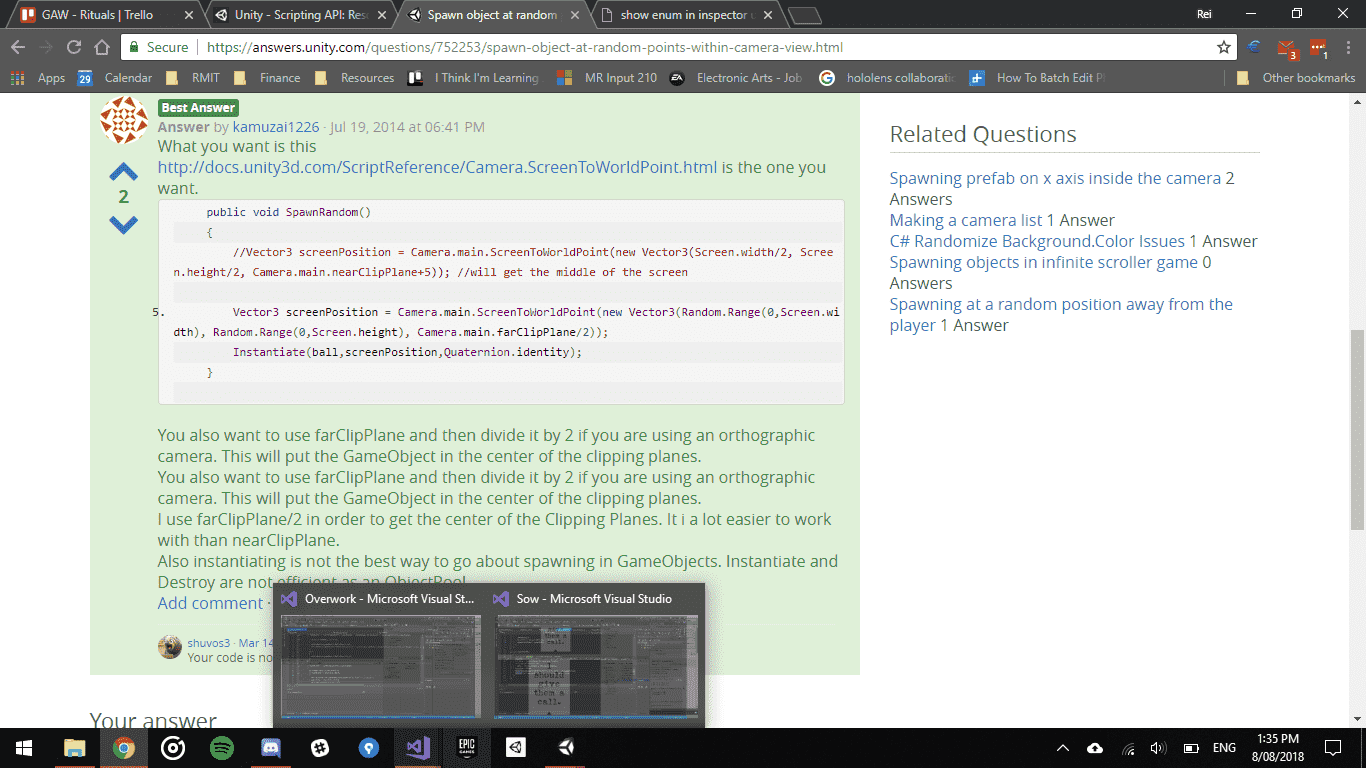 GAW - Rituals | Trello
Unity - Scripting API: Res
Spawn object at random
show enum in inspector u
Rei
Secure
https://answers.unity.com/questions/752253/spawn-object-at-random-points-within-camera-view.html
3
1
Apps
29
Calendar
RMIT
Finance
Resources
I Think I'm Learning
MR Input 210
EA
Electronic Arts - Job
hololens collaboratio
How To Batch Edit P
Other bookmarks
Best Answer
Answer by kamuzai1226 · Jul 19, 2014 at 06:41 PM
What you want is this
http://docs.unity3d.com/ScriptReference/Camera.ScreenToWorldPoint.html is the one you
want.
2
public void SpawnRandom()
{
//Vector3 screenPosition = Camera.main.ScreenToWorldPoint(new Vector3(Screen.width/2, Scree
n.height/2, Camera.main.nearClipPlane+5)); //will get the middle of the screen
5. Vector3 screenPosition = Camera.main.ScreenToWorldPoint(new Vector3(Random.Range(0,Screen.wi
dth), Random.Range(0,Screen.height), Camera.main.farClipPlane/2));
Instantiate(ball,screenPosition,Quaternion.identity);
}
You also want to use farClipPlane and then divide it by 2 if you are using an orthographic
camera. This will put the GameObject in the center of the clipping planes.
You also want to use farClipPlane and then divide it by 2 if you are using an orthographic
camera. This will put the GameObject in the center of the clipping planes.
I use farClipPlane/2 in order to get the center of the Clipping Planes. It i a lot easier to work
with than nearClipPlane.
Also instantiating is not the best way to go about spawning in GameObjects. Instantiate and
Destroy are not efficient as an ObjectPool
Add comment ·
shuvos3 · Mar 14
Your code is no
Your answer
Related Questions
Spawning prefab on x axis inside the camera 2
Answers
Making a camera list 1 Answer
C# Randomize Background.Color Issues 1 Answer
Spawning objects in infinite scroller game 0
Answers
Spawning at a random position away from the
player 1 Answer
Overwork - Microsoft Visual St...
Sow - Microsoft Visual Studio
call.
I
should
give
them a
call.
EPIC
GAMES
ENG
1:35 PM
8/08/2018